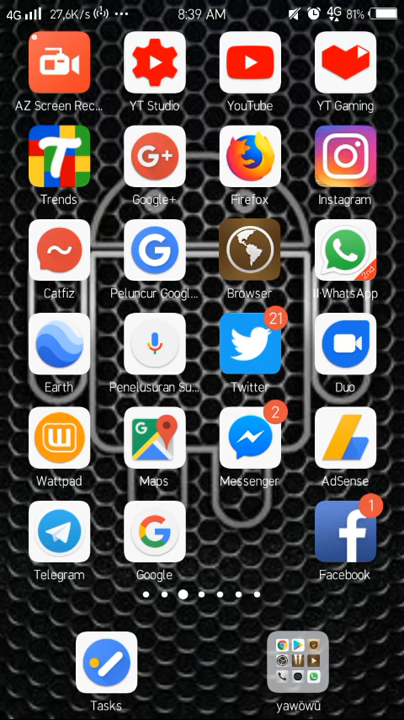 4G 27,6K/s ••• 8:39 AM 4G 81%
AZ Screen Rec... YT Studio YouTube YT Gaming
Trends Google+ Firefox Instagram
Catfiz Peluncur Googl... Browser II·WhatsApp
2nd
21
Earth Penelusuran Su... Twitter Duo
2
Wattpad Maps Messenger AdSense
1
Telegram Google Facebook
Tasks yawöwü